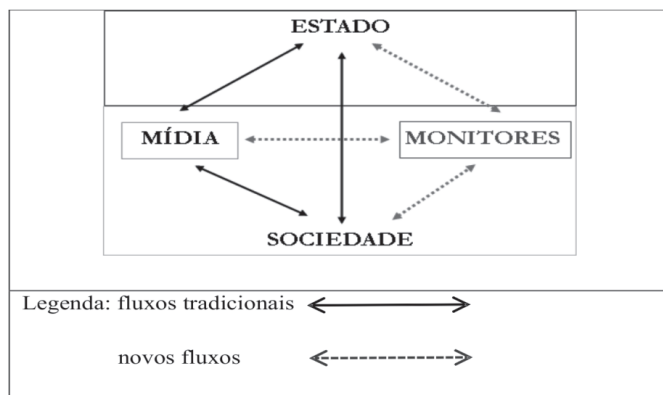 ESTADO
MÍDIA
MONITORES
SOCIEDADE
Legenda: fluxos tradicionais
novos fluxos